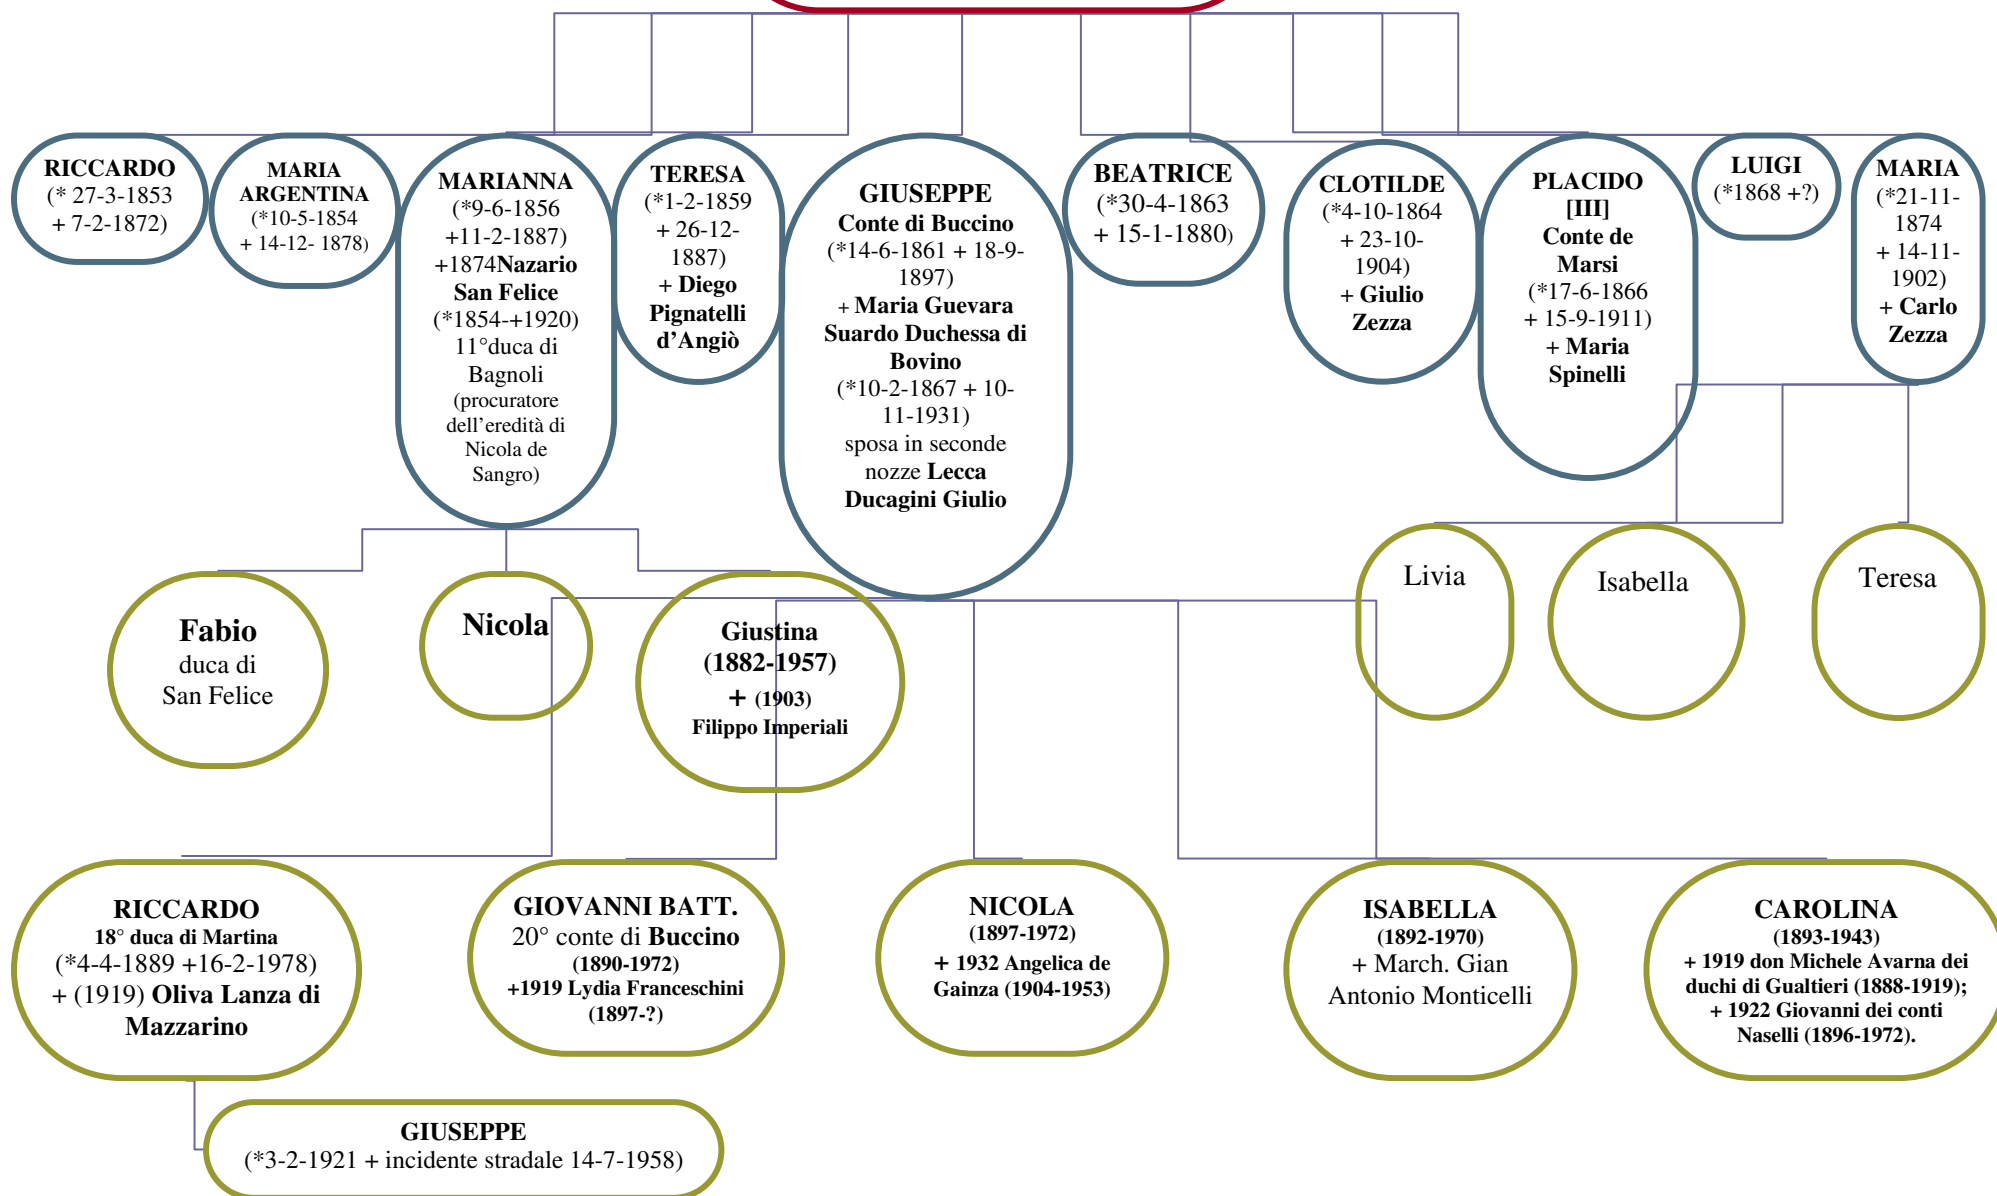 RICCARDO
(* 27-3-1853
+ 7-2-1872)
MARIA
ARGENTINA
(*10-5-1854
+ 14-12- 1878)
MARIANNA
(*9-6-1856
+11-2-1887)
+1874Nazario
San Felice
(*1854-+1920)
11°duca di
Bagnoli
(procuratore
dell'eredità di
Nicola de
Sangro)
TERESA
(*1-2-1859
+ 26-12-
1887)
+ Diego
Pignatelli
d'Angiò
GIUSEPPE
Conte di Buccino
(*14-6-1861 + 18-9-
1897)
+ Maria Guevara
Suardo Duchessa di
Bovino
(*10-2-1867 + 10-
11-1931)
sposa in seconde
nozze Lecca
Ducagini Giulio
BEATRICE
(*30-4-1863
+ 15-1-1880)
CLOTILDE
(*4-10-1864
+ 23-10-
1904)
+ Giulio
Zezza
PLACIDO
[III]
Conte de
Marsi
(*17-6-1866
+ 15-9-1911)
+ Maria
Spinelli
LUIGI
(*1868 +?)
MARIA
(*21-11-
1874
+ 14-11-
1902)
+ Carlo
Zezza
Fabio
duca di
San Felice
Nicola
Giustina
(1882-1957)
+ (1903)
Filippo Imperiali
Livia
Isabella
Teresa
RICCARDO
18° duca di Martina
(*4-4-1889 +16-2-1978)
+ (1919) Oliva Lanza di
Mazzarino
GIOVANNI BATT.
20° conte di Buccino
(1890-1972)
+1919 Lydia Franceschini
(1897-?)
NICOLA
(1897-1972)
+ 1932 Angelica de
Gainza (1904-1953)
ISABELLA
(1892-1970)
+ March. Gian
Antonio Monticelli
CAROLINA
(1893-1943)
+ 1919 don Michele Avarna dei
duchi di Gualtieri (1888-1919);
+ 1922 Giovanni dei conti
Naselli (1896-1972).
GIUSEPPE
(*3-2-1921 + incidente stradale 14-7-1958)